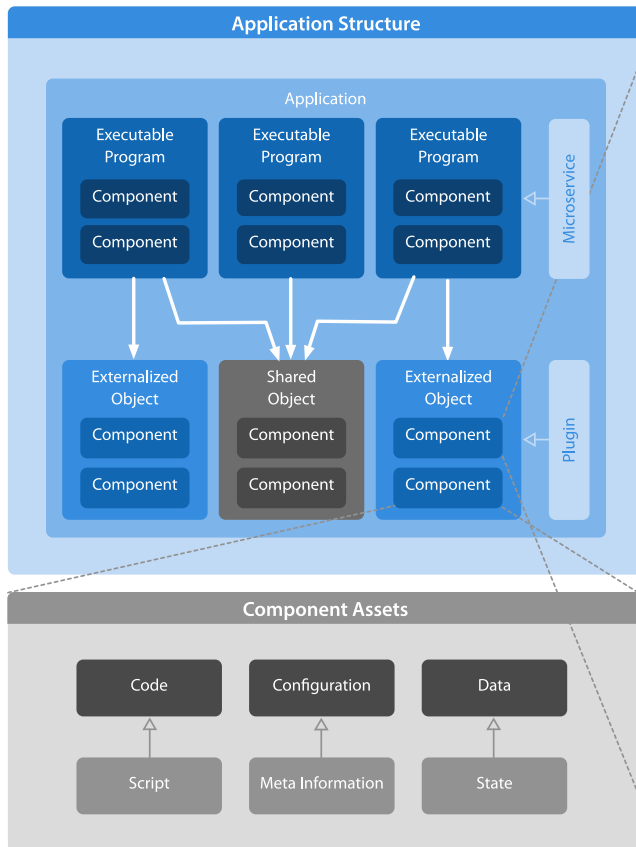 Application Structure
Application
Executable
Program
Component
Component
Executable
Program
Component
Component
Executable
Program
Component
Component
Microservice
Externalized
Object
Component
Component
Shared
Object
Component
Component
Externalized
Object
Component
Component
Plugin
Component Assets
Code
Configuration
Data
Script
Meta Information
State